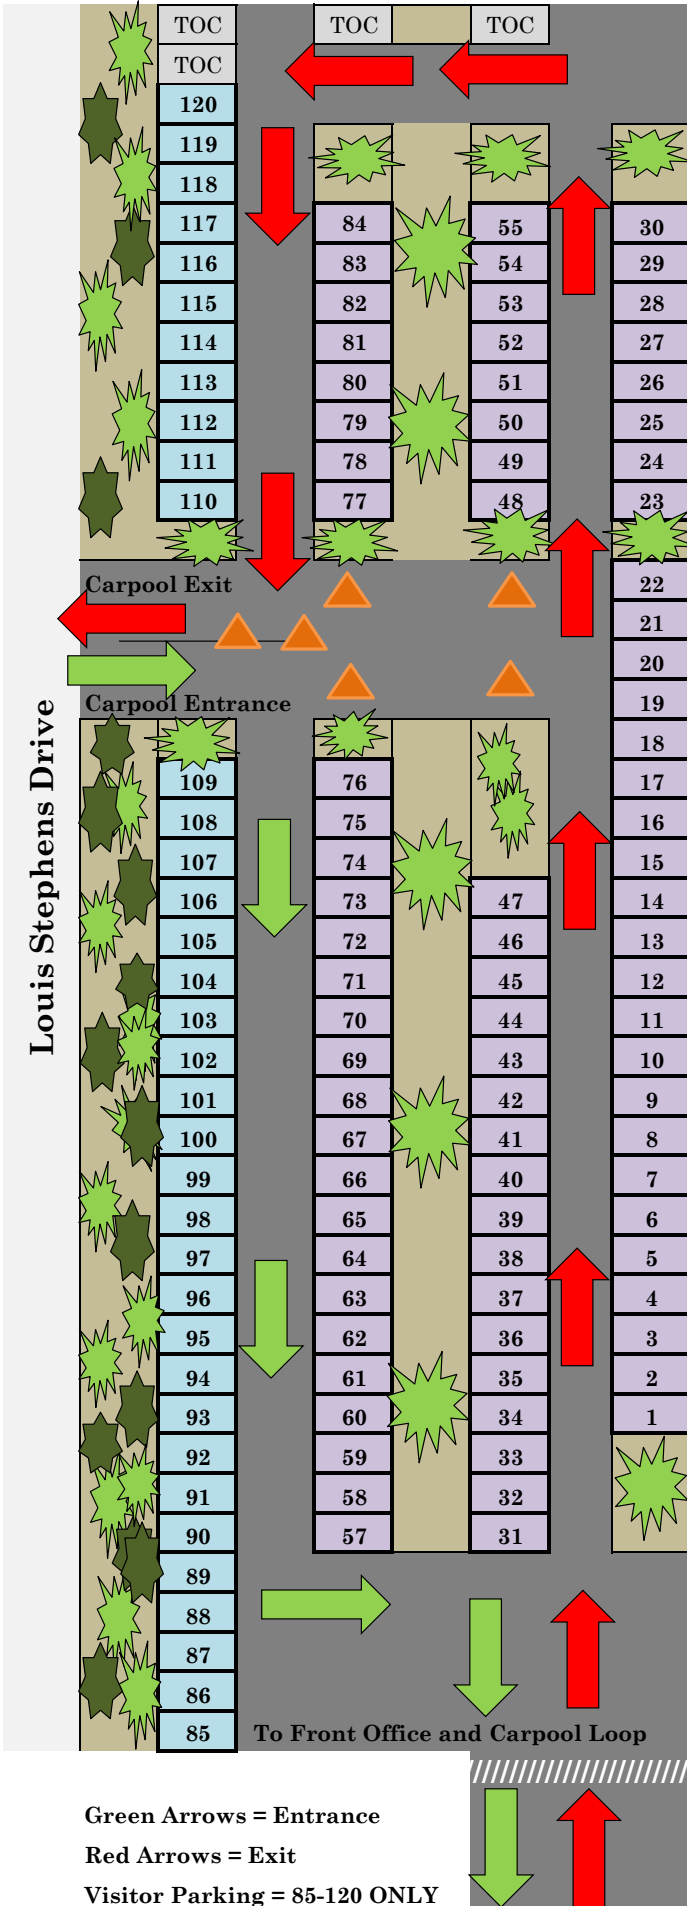 TOC TOC TOC
TOC
120
119
118
117 84 55 30
116 83 54 29
115 82 53 28
114 81 52 27
113 80 51 26
112 79 50 25
111 78 49 24
110 77 48 23
Carpool Exit 22
21
20
Carpool Entrance 19
18
Louis Stephens Drive
109 76 17
108 75 16
107 74 15
106 73 47 14
105 72 46 13
104 71 45 12
103 70 44 11
102 69 43 10
101 68 42 9
100 67 41 8
99 66 40 7
98 65 39 6
97 64 38 5
96 63 37 4
95 62 36 3
94 61 35 2
93 60 34 1
92 59 33
91 58 32
90 57 31
89
88
87
86
85 To Front Office and Carpool Loop
Green Arrows = Entrance
Red Arrows = Exit
Visitor Parking = 85-120 ONLY